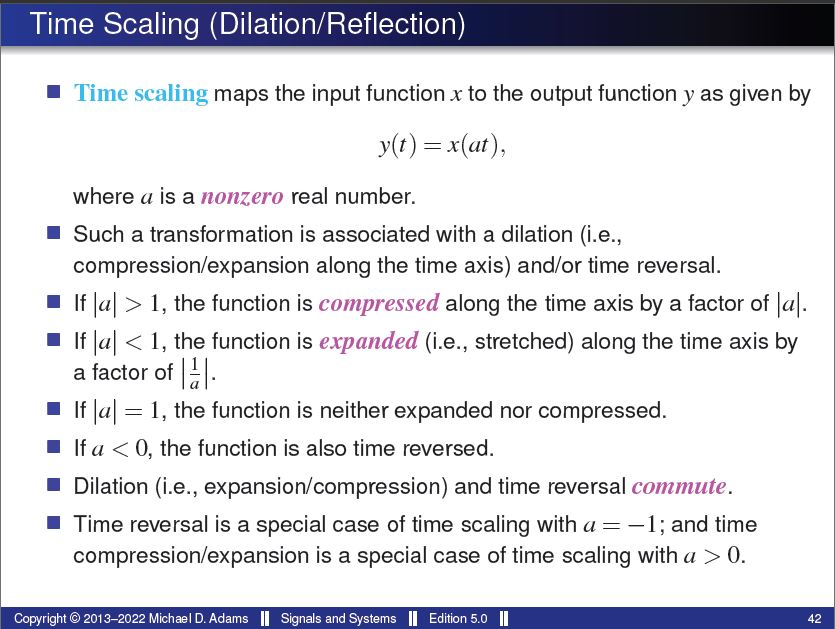 Time Scaling (Dilation/Reflection)
Time scaling maps the input function x to the output function y as given by
y(t) = x(at),
where a is a nonzero real number.
Such a transformation is associated with a dilation (i.e.,
compression/expansion along the time axis) and/or time reversal.
If |a| > 1, the function is compressed along the time axis by a factor of |a|.
If |a| < 1, the function is expanded (i.e., stretched) along the time axis by
a factor of |1/a|.
If |a| = 1, the function is neither expanded nor compressed.
If a < 0, the function is also time reversed.
Dilation (i.e., expansion/compression) and time reversal commute.
Time reversal is a special case of time scaling with a = −1; and time
compression/expansion is a special case of time scaling with a > 0.
Copyright © 2013–2022 Michael D. Adams Signals and Systems Edition 5.0 42